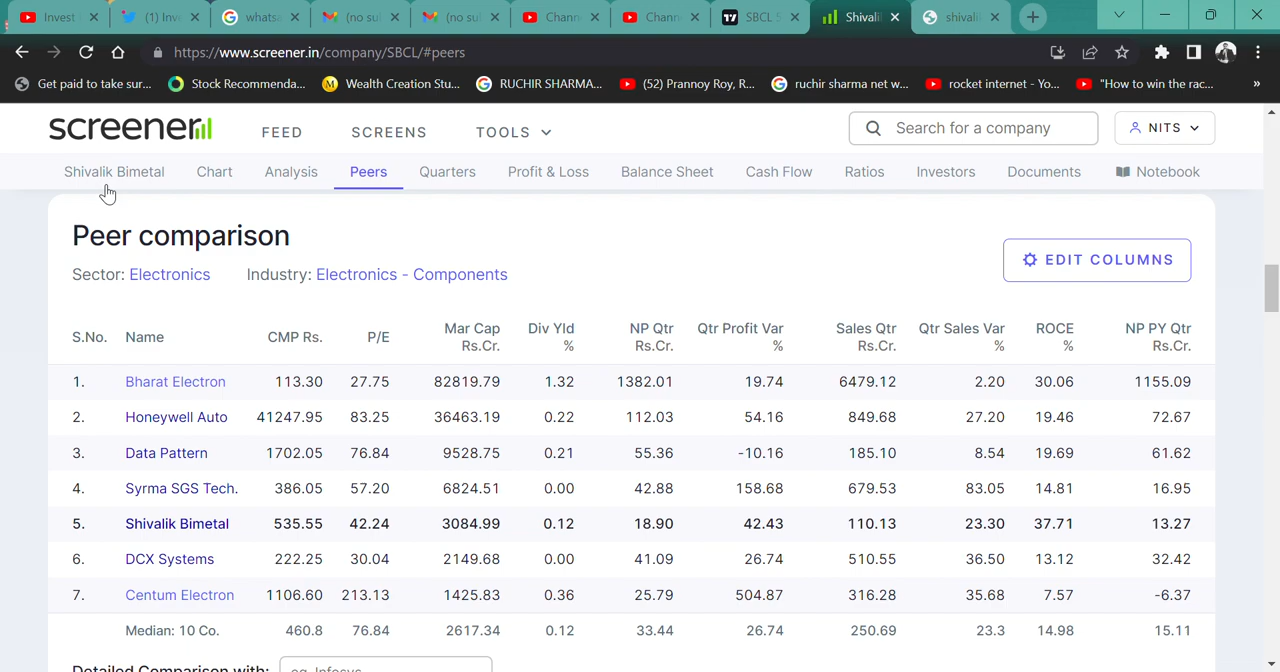 Invest
(1) Inv
whats
(no su
(no su
Chann
Chann
SBCL
Shivalik
shivali
https://www.screener.in/company/SBCL/#peers
Get paid to take sur...
Stock Recommenda...
Wealth Creation Stu...
RUCHIR SHARMA...
(52) Prannoy Roy, R...
ruchir sharma net w...
rocket internet - Yo...
"How to win the rac...
»
screener
FEED
SCREENS
TOOLS
Search for a company
NITS
Shivalik Bimetal
Chart
Analysis
Peers
Quarters
Profit & Loss
Balance Sheet
Cash Flow
Ratios
Investors
Documents
Notebook
Peer comparison
Sector: Electronics Industry: Electronics - Components
EDIT COLUMNS
S.No. Name CMP Rs. P/E Mar Cap Rs.Cr. Div Yld % NP Qtr Rs.Cr. Qtr Profit Var % Sales Qtr Rs.Cr. Qtr Sales Var % ROCE % NP PY Qtr Rs.Cr.
1. Bharat Electron 113.30 27.75 82819.79 1.32 1382.01 19.74 6479.12 2.20 30.06 1155.09
2. Honeywell Auto 41247.95 83.25 36463.19 0.22 112.03 54.16 849.68 27.20 19.46 72.67
3. Data Pattern 1702.05 76.84 9528.75 0.21 55.36 -10.16 185.10 8.54 19.69 61.62
4. Syrma SGS Tech. 386.05 57.20 6824.51 0.00 42.88 158.68 679.53 83.05 14.81 16.95
5. Shivalik Bimetal 535.55 42.24 3084.99 0.12 18.90 42.43 110.13 23.30 37.71 13.27
6. DCX Systems 222.25 30.04 2149.68 0.00 41.09 26.74 510.55 36.50 13.12 32.42
7. Centum Electron 1106.60 213.13 1425.83 0.36 25.79 504.87 316.28 35.68 7.57 -6.37
Median: 10 Co. 460.8 76.84 2617.34 0.12 33.44 26.74 250.69 23.3 14.98 15.11
Detailed Comparison with: eg. Infosys